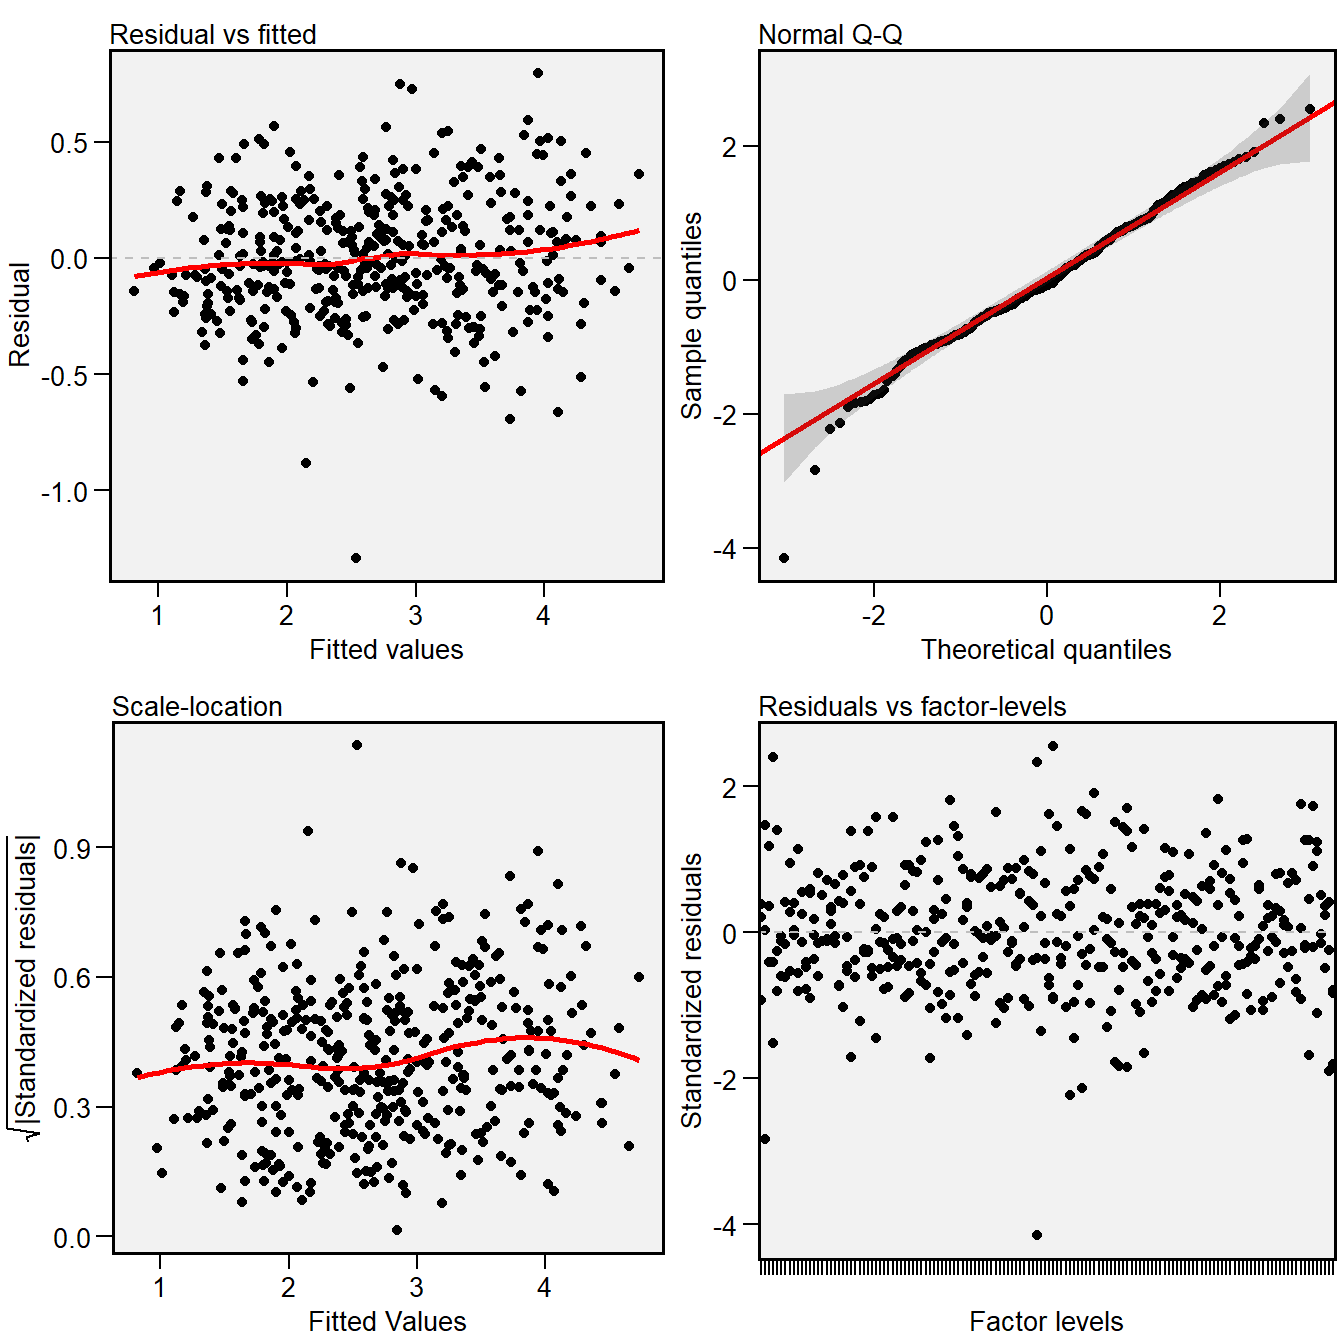 Residual vs fitted
Residual
0.5
0.0
-0.5
-1.0
1 2 3 4
Fitted values
Normal Q-Q
Sample quantiles
2
0
-2
-4
-2 0 2
Theoretical quantiles
Scale-location
√|Standardized residuals|
0.9
0.6
0.3
0.0
1 2 3 4
Fitted Values
Residuals vs factor-levels
Standardized residuals
2
0
-2
-4
Factor levels